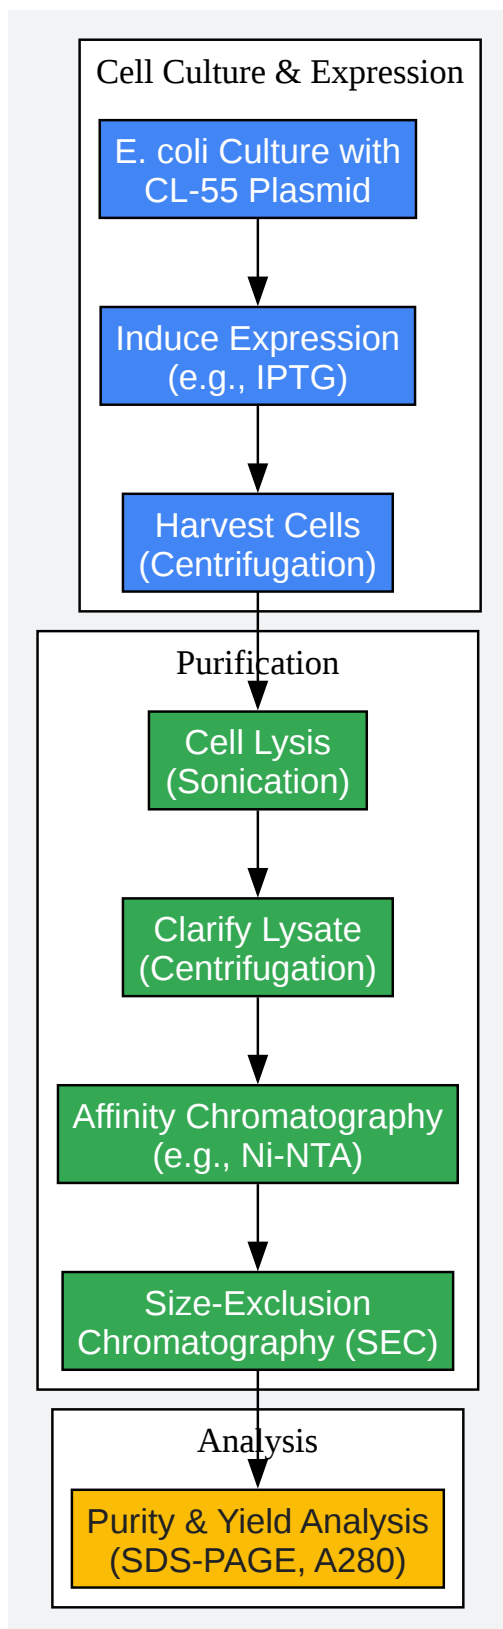 Cell Culture & Expression
E. coli Culture with
CL-55 Plasmid
Induce Expression
(e.g., IPTG)
Harvest Cells
(Centrifugation)
Purification
Cell Lysis
(Sonication)
Clarify Lysate
(Centrifugation)
Affinity Chromatography
(e.g., Ni-NTA)
Size-Exclusion
Chromatography (SEC)
Analysis
Purity & Yield Analysis
(SDS-PAGE, A280)